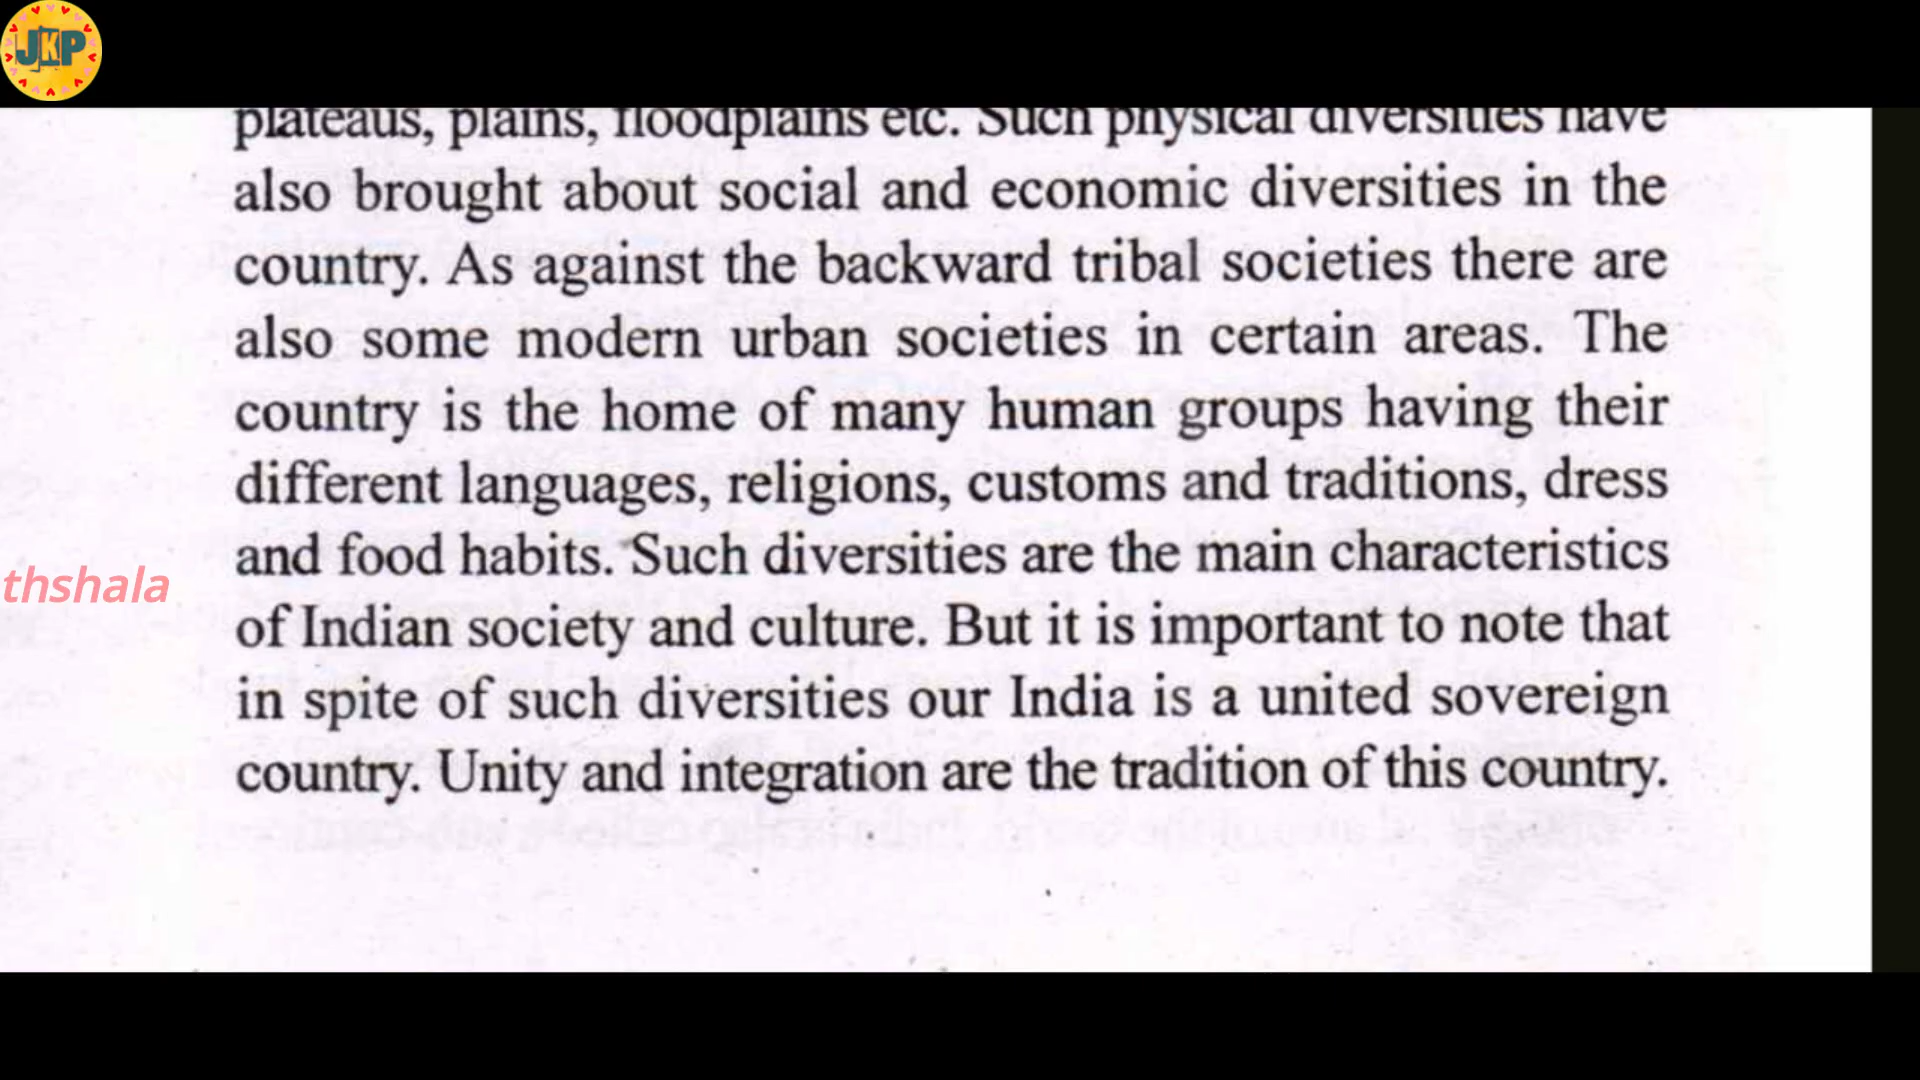 JKP
plateaus, plains, floodplains etc. Such physical diversities have
also brought about social and economic diversities in the
country. As against the backward tribal societies there are
also some modern urban societies in certain areas. The
country is the home of many human groups having their
different languages, religions, customs and traditions, dress
and food habits. Such diversities are the main characteristics
thshala
of Indian society and culture. But it is important to note that
in spite of such diversities our India is a united sovereign
country. Unity and integration are the tradition of this country.